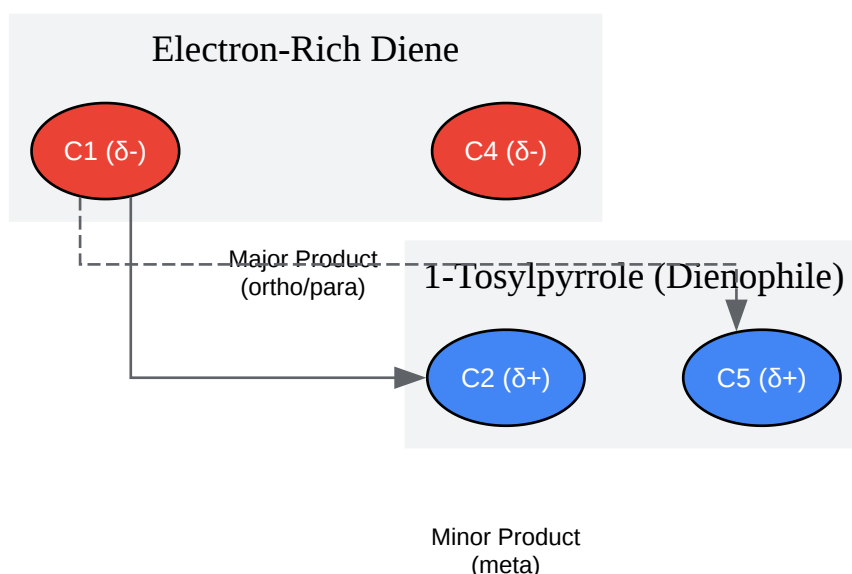 Electron-Rich Diene
C1 (δ-)
C4 (δ-)
Major Product
(ortho/para)
1-Tosylpyrrole (Dienophile)
C2 (δ+)
C5 (δ+)
Minor Product
(meta)